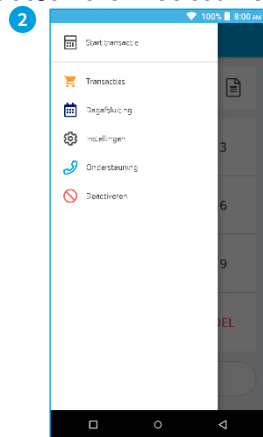 2
100% 8:00 AM
Start transactie
Transacties
3
Dagafsluiting
Instellingen
6
Ondersteuning
Deactiveren
9
DEL